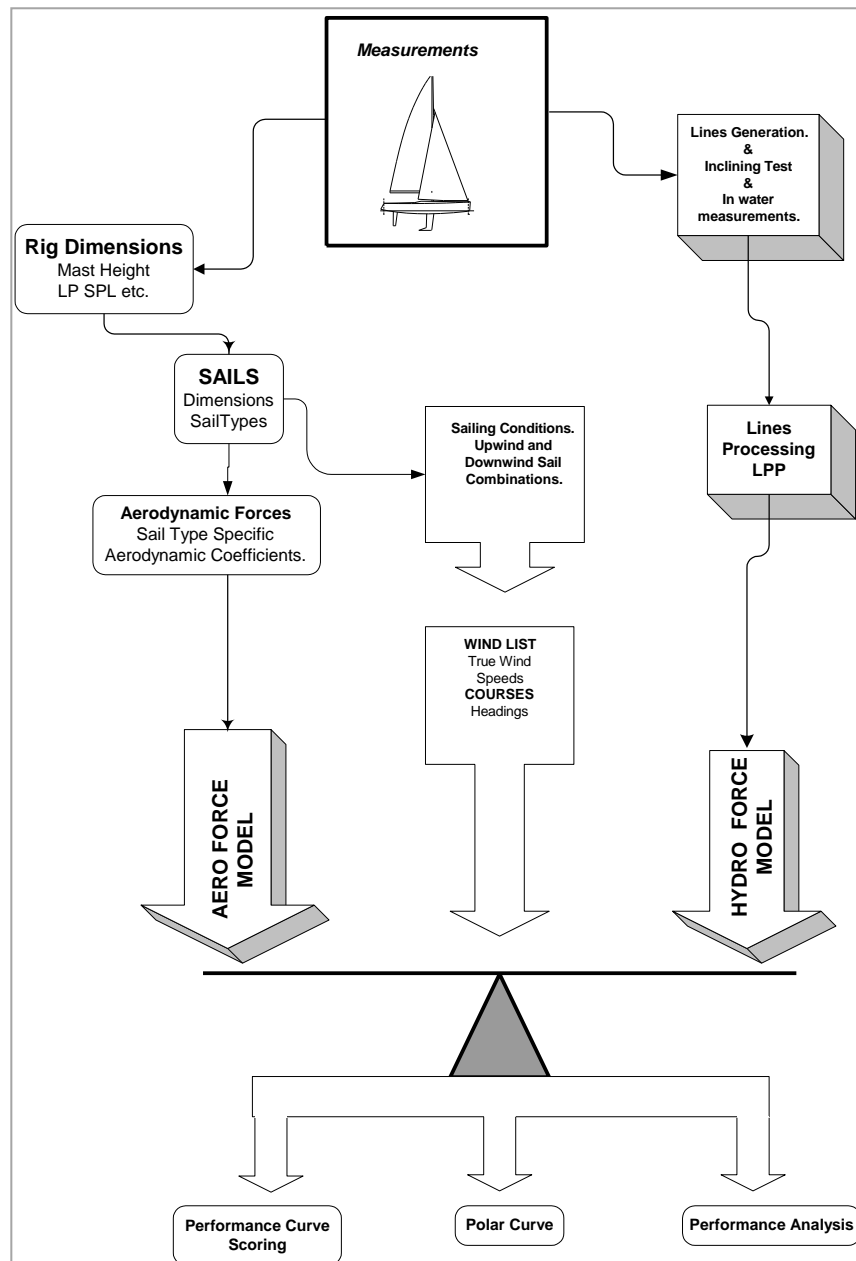 Measurements
Lines Generation.
&
Inclining Test
&
In water
measurements.
Rig Dimensions
Mast Height
LP SPL etc.
SAILS
Dimensions
SailTypes
Sailing Conditions.
Upwind and
Downwind Sail
Combinations.
Lines
Processing
LPP
Aerodynamic Forces
Sail Type Specific
Aerodynamic Coefficients.
WIND LIST
True Wind
Speeds
COURSES
Headings
AERO FORCE
MODEL
HYDRO FORCE
MODEL
Performance Curve
Scoring
Polar Curve
Performance Analysis